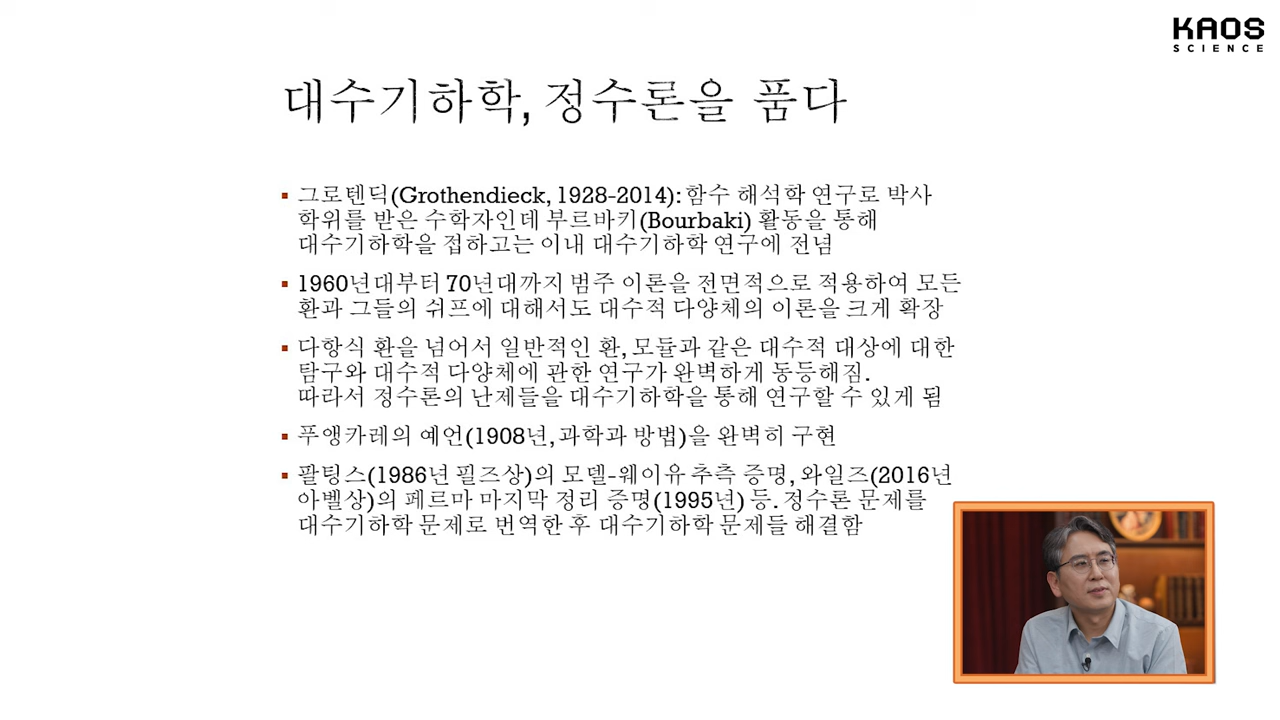 KAOS
SCIENCE
대수기하학, 정수론을 품다
▪ 그로텐딕(Grothendieck, 1928-2014): 함수 해석학 연구로 박사
학위를 받은 수학자인데 부르바키(Bourbaki) 활동을 통해
대수기하학을 접하고는 이내 대수기하학 연구에 전념
▪ 1960년대부터 70년대까지 범주 이론을 전면적으로 적용하여 모든
환과 그들의 쉬프에 대해서도 대수적 다양체의 이론을 크게 확장
▪ 다항식 환을 넘어서 일반적인 환, 모듈과 같은 대수적 대상에 대한
탐구와 대수적 다양체에 관한 연구가 완벽하게 동등해짐.
따라서 정수론의 난제들을 대수기하학을 통해 연구할 수 있게 됨
▪ 푸앵카레의 예언(1908년, 과학과 방법)을 완벽히 구현
▪ 팔팅스(1986년 필즈상)의 모델-웨이유 추측 증명, 와일즈(2016년
아벨상)의 페르마 마지막 정리 증명(1995년) 등. 정수론 문제를
대수기하학 문제로 번역한 후 대수기하학 문제들 해결함